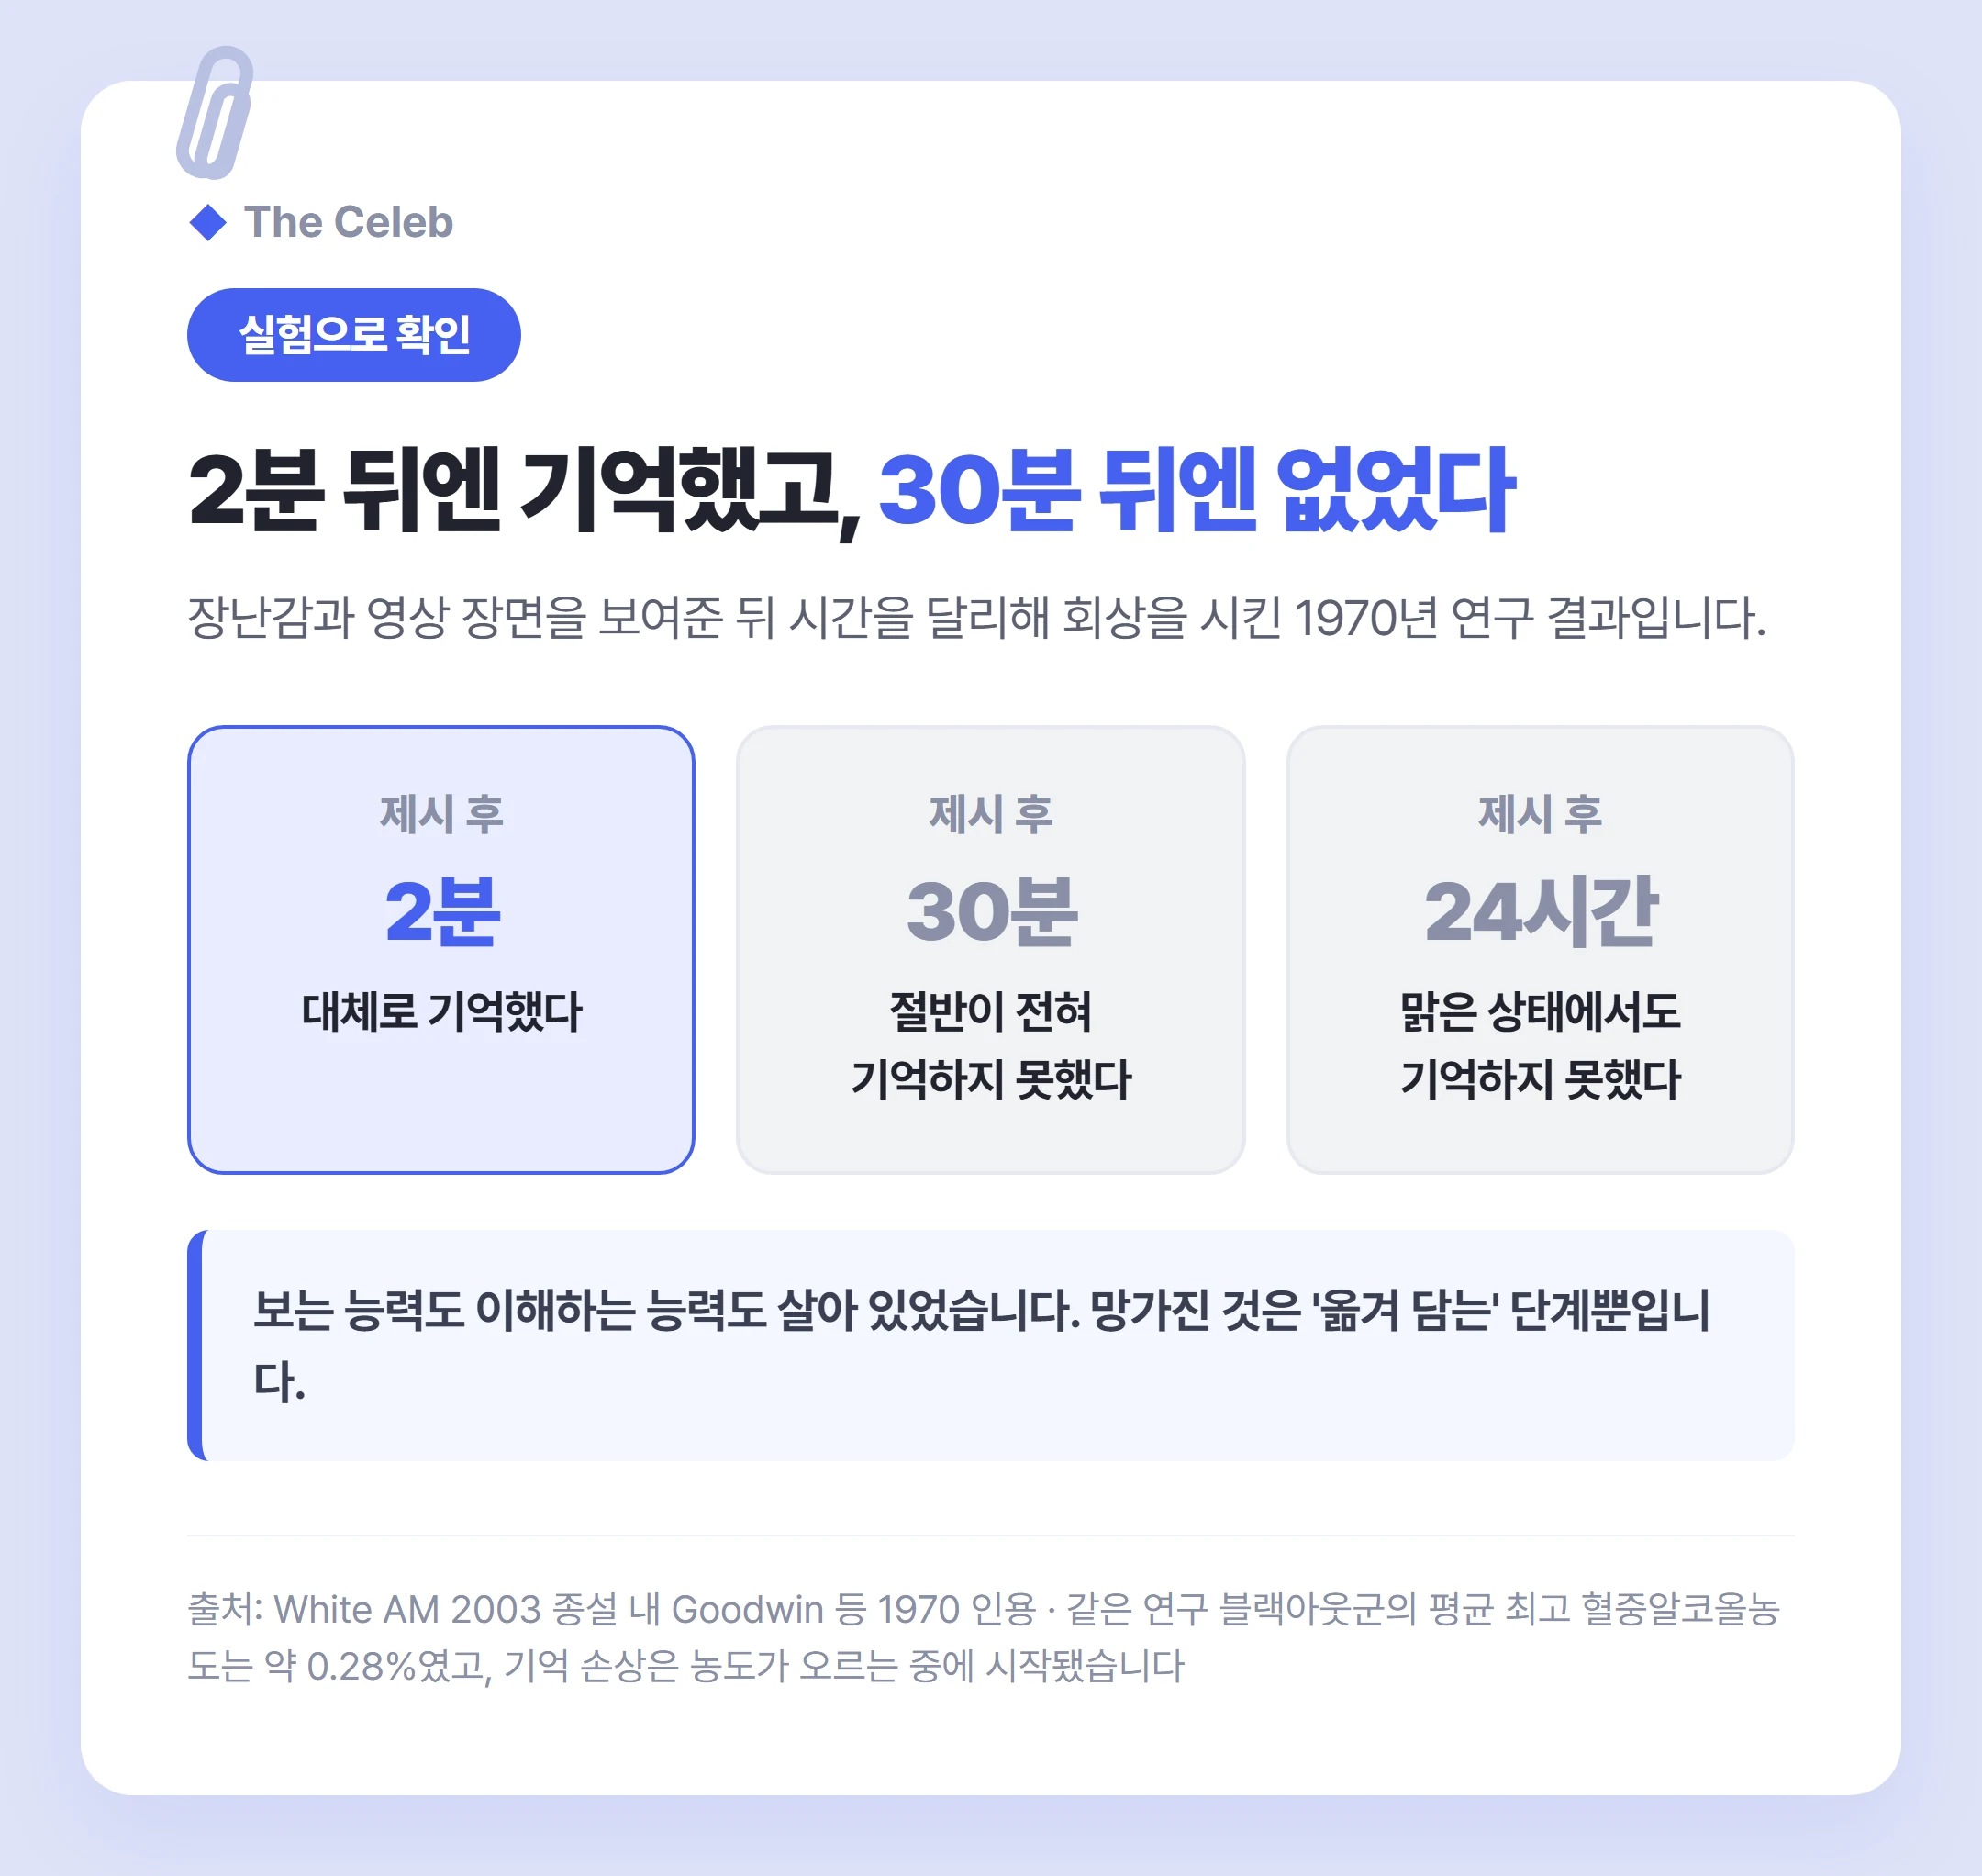 The Celeb
실험으로 확인
2분 뒤엔 기억했고, 30분 뒤엔 없었다
장난감과 영상 장면을 보여준 뒤 시간을 달리해 회상을 시킨 1970년 연구 결과입니다.
제시 후
2분
대체로 기억했다
제시 후
30분
절반이 전혀
기억하지 못했다
제시 후
24시간
맑은 상태에서도
기억하지 못했다
보는 능력도 이해하는 능력도 살아 있었습니다. 망가진 것은 '옮겨 담는' 단계뿐입니
다.
출처: White AM 2003 종설 내 Goodwin 등 1970 인용 · 같은 연구 블랙아웃군의 평균 최고 혈중알코올농
도는 약 0.28%였고, 기억 손상은 농도가 오르는 중에 시작됐습니다